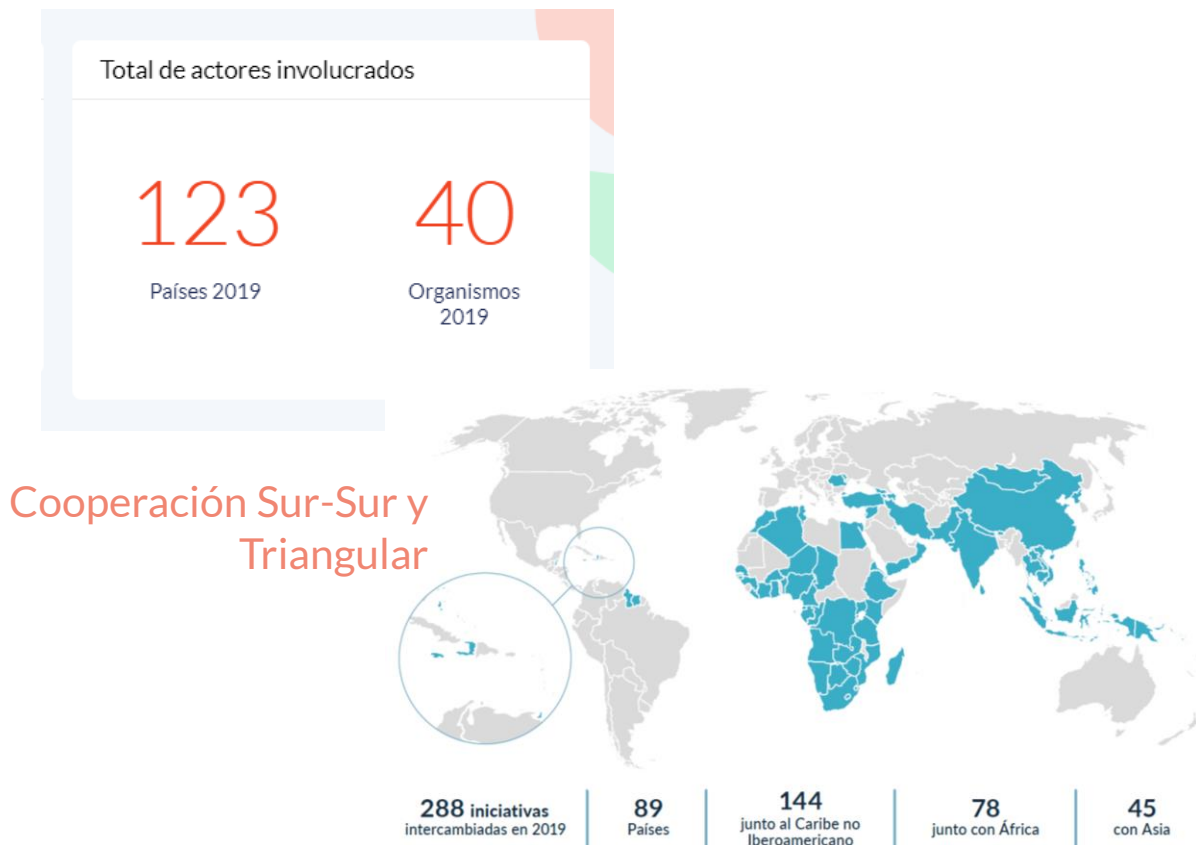 Total de actores involucrados
123
Países 2019
40
Organismos
2019
Cooperación Sur-Sur y
Triangular
288 iniciativas
intercambiadas en 2019
89
Países
144
junto al Caribe no
Iberoamericano
78
junto con África
45
con Asia